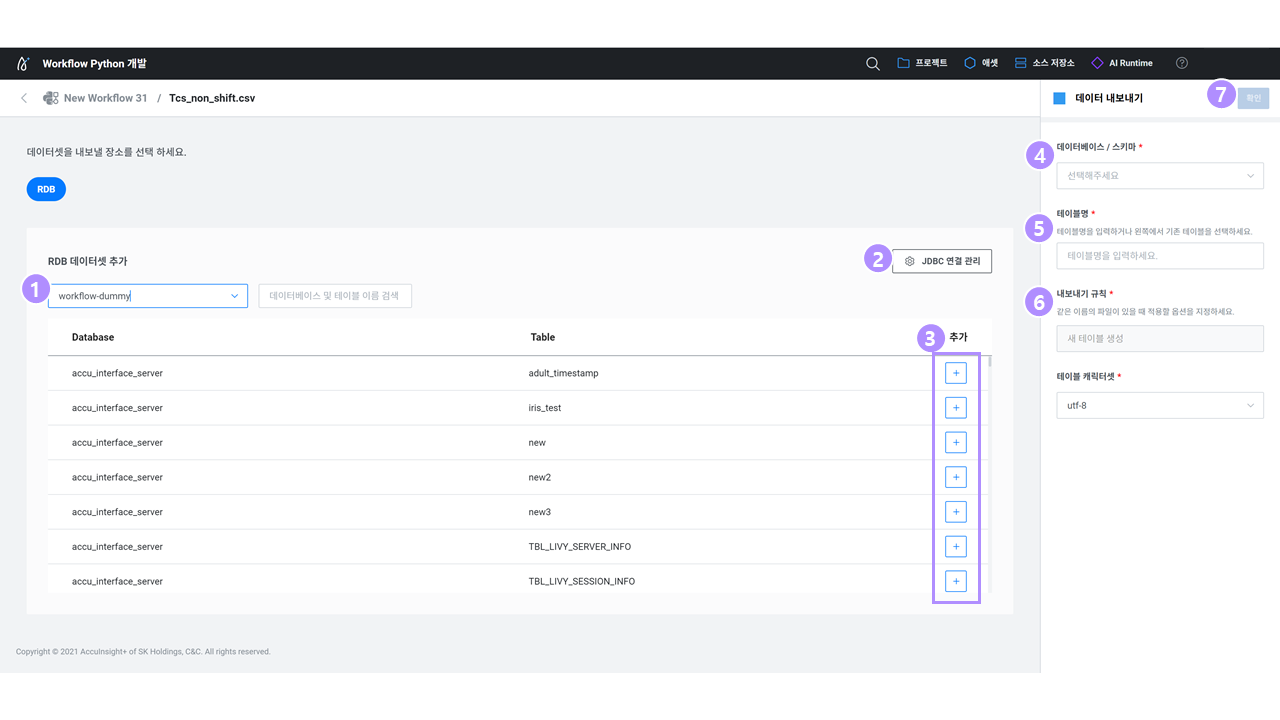 Workflow Python 개발
프로젝트
애셋
소스 저장소
AI Runtime
New Workflow 31 / Tcs_non_shift.csv
데이터셋을 내보낼 장소를 선택 하세요.
RDB
RDB 데이터셋 추가
2
JDBC 연결 관리
1
workflow-dummy
데이터베이스 및 테이블 이름 검색
Database Table 3 추가
accu_interface_server adult_timestamp +
accu_interface_server iris_test +
accu_interface_server new +
accu_interface_server new2 +
accu_interface_server new3 +
accu_interface_server TBL_LIVY_SERVER_INFO +
accu_interface_server TBL_LIVY_SESSION_INFO +
Copyright © 2021 AccuInsight+ of SK Holdings, C&C. All rights reserved.
데이터 내보내기
7
확인
4
데이터베이스 / 스키마 *
선택해주세요
5
테이블명 *
테이블명을 입력하거나 왼쪽에서 기존 테이블을 선택하세요.
테이블영을 입력하세요.
6
내보내기 규칙 *
같은 이름의 파일이 있을 때 적용할 옵션을 지정하세요.
새 테이블 생성
테이블 캐릭터셋 *
utf-8